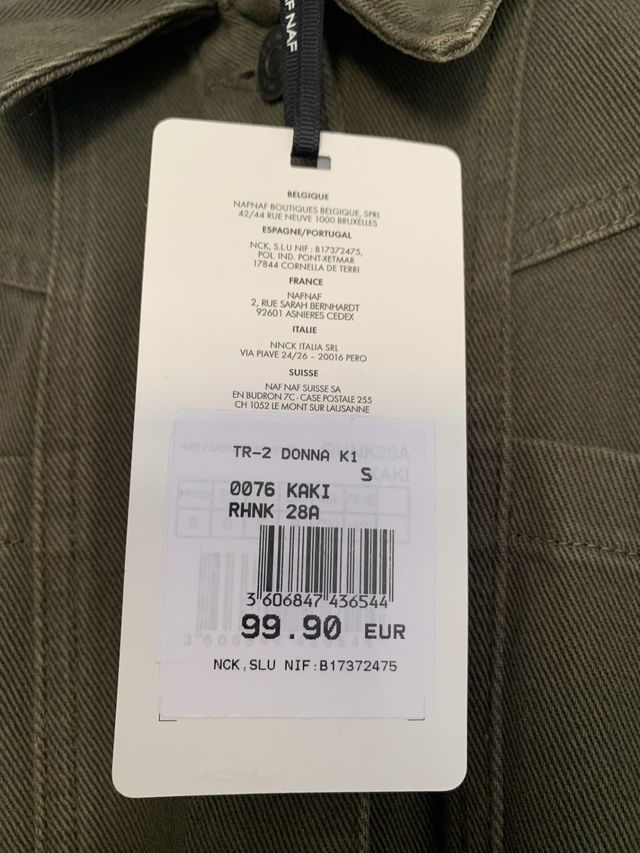 F NAF
BELGIQUE
NAFNAF BOUTIQUES BELGIQUE, SPRL
42/44 RUE NEUVE 1000 BRUXELLES
ESPAGNE/PORTUGAL
NCK, S.L.U NIF : B17372475,
POL. IND. PONT-XETMAR
17844 CORNELLA DE TERRI
FRANCE
NAFNAF
2, RUE SARAH BERNHARDT
92601 ASNIERES CEDEX
ITALIE
NNCK ITALIA SRL
VIA PIAVE 24/26 - 20016 PERO
SUISSE
NAF NAF SUISSE SA
EN BUDRON 7C - CASE POSTALE 255
CH 1052 LE MONT SUR LAUSANNE
TR-2 DONNA K1
S
0076 KAKI
RHNK 28A
3 606847 436544
99.90 EUR
NCK,SLU NIF:B17372475